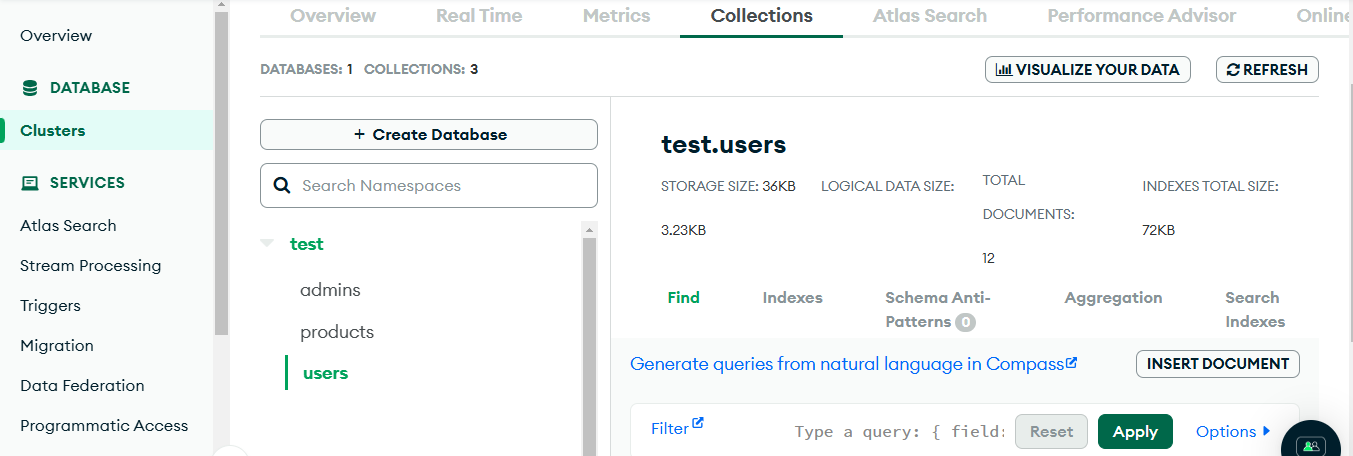 Overview
DATABASE
Clusters
SERVICES
Atlas Search
Stream Processing
Triggers
Migration
Data Federation
Programmatic Access
Overview Real Time Metrics Collections Atlas Search Performance Advisor Online
DATABASES: 1 COLLECTIONS: 3
VISUALIZE YOUR DATA REFRESH
+ Create Database
Search Namespaces
test
admins
products
users
test.users
STORAGE SIZE: 36KB LOGICAL DATA SIZE: TOTAL INDEXES TOTAL SIZE:
DOCUMENTS:
3.23KB 72KB
12
Find Indexes Schema Anti- Aggregation Search
Patterns 0 Indexes
Generate queries from natural language in Compass INSERT DOCUMENT
Filter Type a query: { field: Reset Apply Options